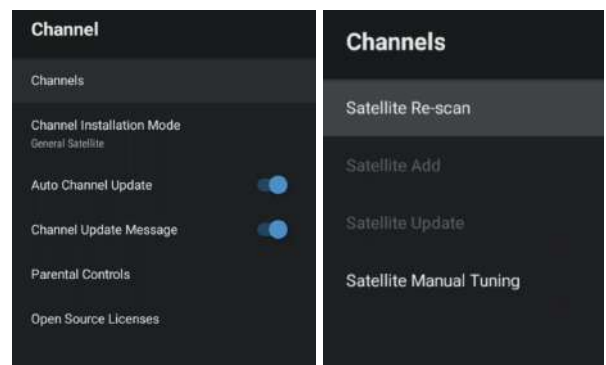 Channel
Channels
Channel Installation Mode
General Satellite
Auto Channel Update
Channel Update Message
Parental Controls
Open Source Licenses
Channels
Satellite Re-scan
Satellite Add
Satellite Update
Satellite Manual Tuning